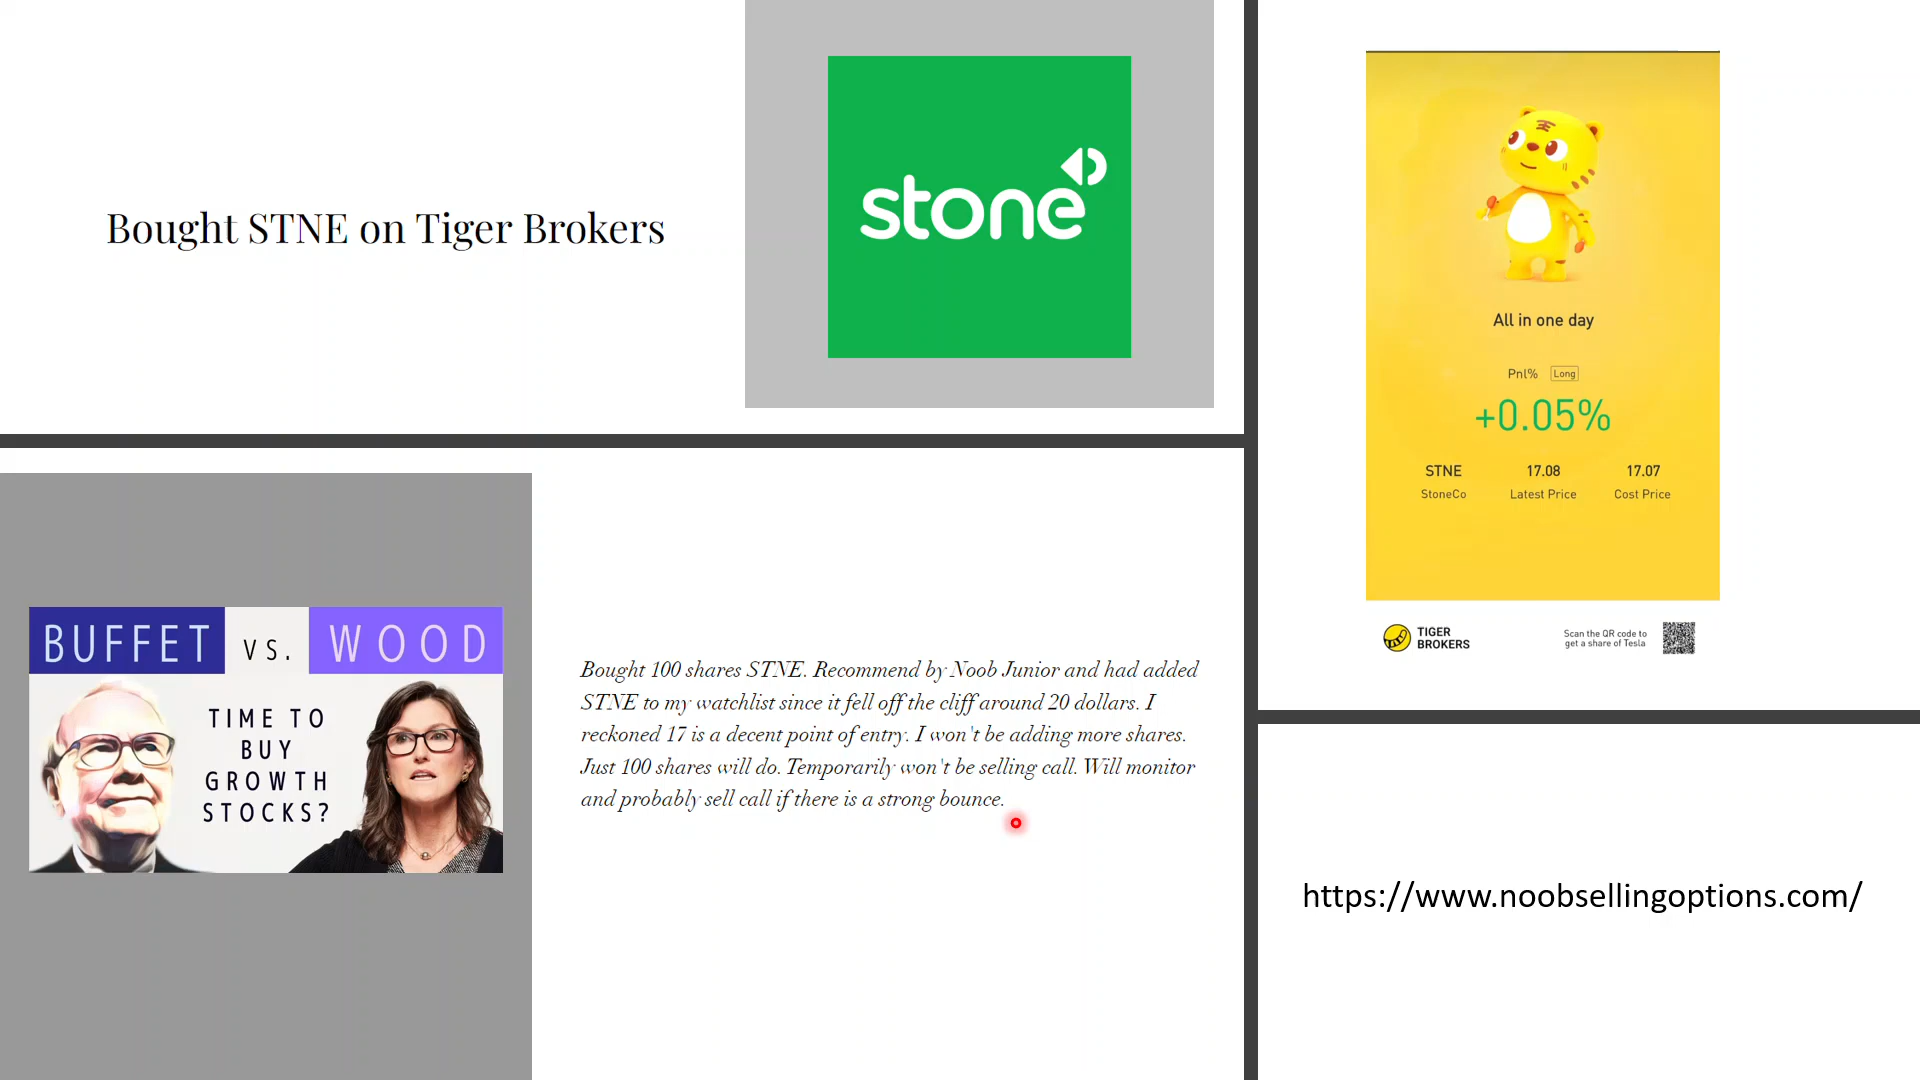 Bought STNE on Tiger Brokers
stone
BUFFET VS. WOOD
TIME TO
BUY
GROWTH
STOCKS?
Bought 100 shares STNE. Recommend by Noob Junior and had added
STNE to my watchlist since it fell off the cliff around 20 dollars. I
reckoned 17 is a decent point of entry. I won't be adding more shares.
Just 100 shares will do. Temporarily won't be selling call. Will monitor
and probably sell call if there is a strong bounce.
All in one day
Pnl% Long
+0.05%
STNE 17.08 17.07
StoneCo Latest Price Cost Price
TIGER
BROKERS
Scan the QR code to
get a share of Tesla
https://www.noobsellingoptions.com/